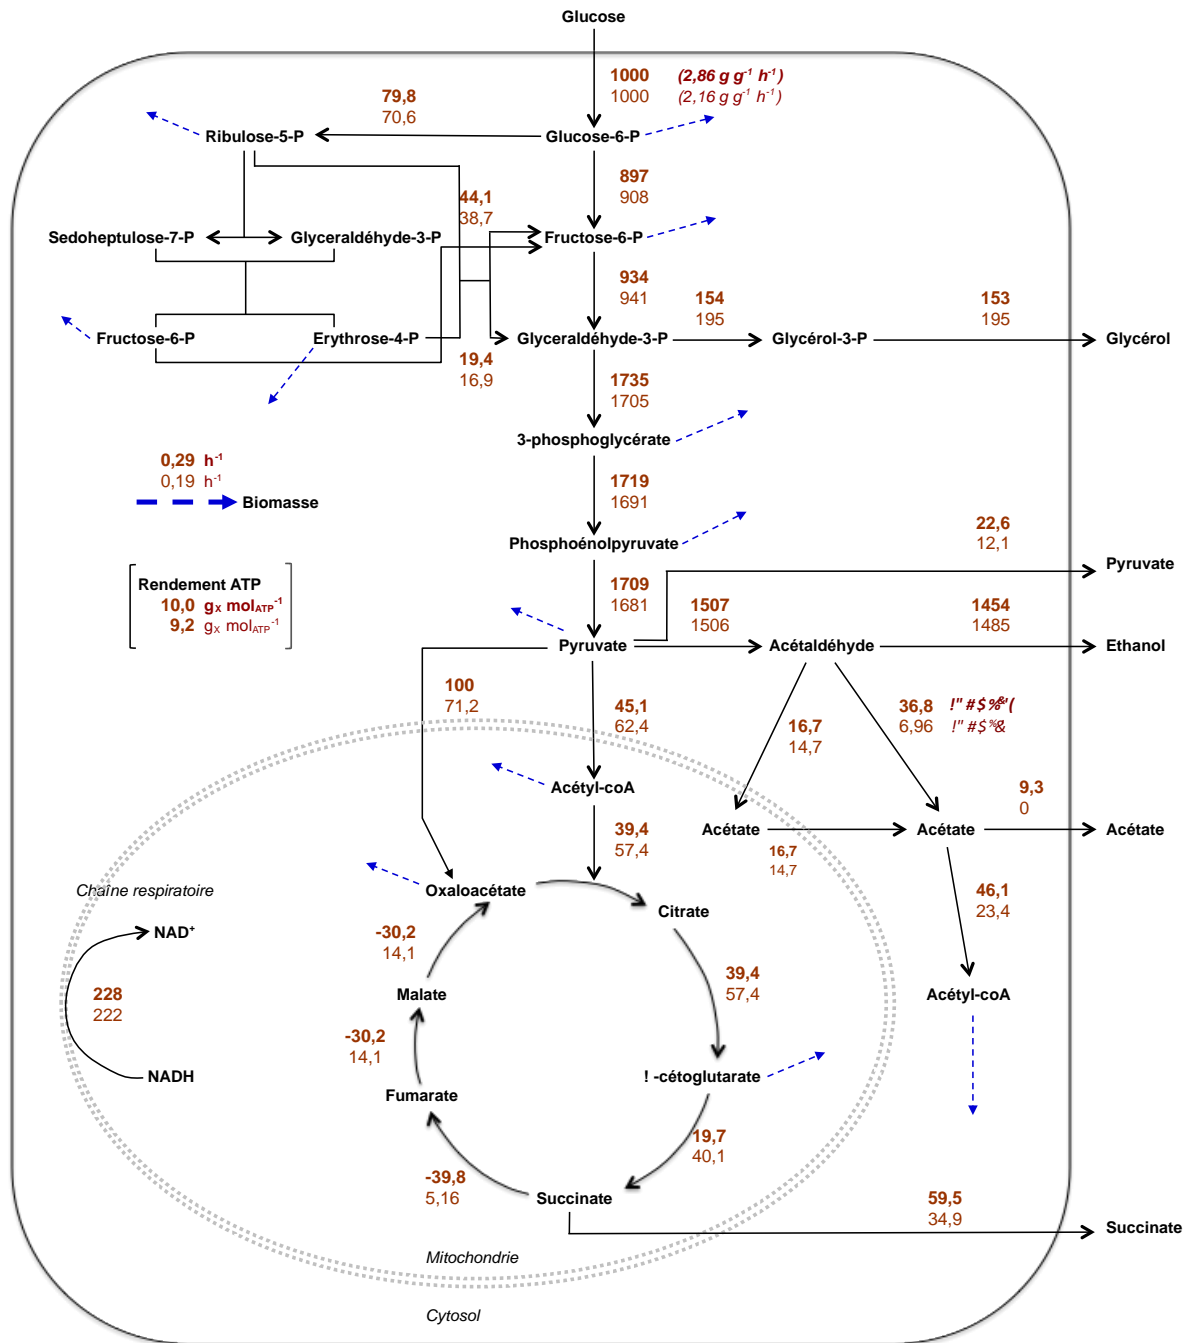 Glucose
1000 (2,86 g g⁻¹ h⁻¹)
1000 (2,16 g g⁻¹ h⁻¹)
79,8
70,6
Ribulose-5-P
Glucose-6-P
897
908
44,1
38,7
Sedoheptulose-7-P
Glyceraldéhyde-3-P
Fructose-6-P
934
941
154
195
153
195
Fructose-6-P
Erythrose-4-P
Glyceraldéhyde-3-P
Glycérol-3-P
Glycérol
19,4
16,9
1735
1705
3-phosphoglycérate
0,29 h⁻¹
0,19 h⁻¹
Biomasse
1719
1691
Phosphoénolpyruvate
22,6
12,1
Pyruvate
Rendement ATP
10,0 gₓ mol_ATP⁻¹
9,2 gₓ mol_ATP⁻¹
1709
1681
1507
1506
1454
1485
Pyruvate
Acétaldéhyde
Ethanol
100
71,2
45,1
62,4
16,7
14,7
36,8 !" #$%&'(
6,96 !" #$%&
Acétyl-coA
9,3
0
39,4
57,4
Acétate
16,7
14,7
Acétate
Acétate
Chaîne respiratoire
Oxaloacétate
Citrate
46,1
23,4
NAD⁺
-30,2
14,1
39,4
57,4
228
222
Malate
Acétyl-coA
-30,2
14,1
NADH
Fumarate
! -cétoglutarate
19,7
40,1
-39,8
5,16
Succinate
59,5
34,9
Succinate
Mitochondrie
Cytosol